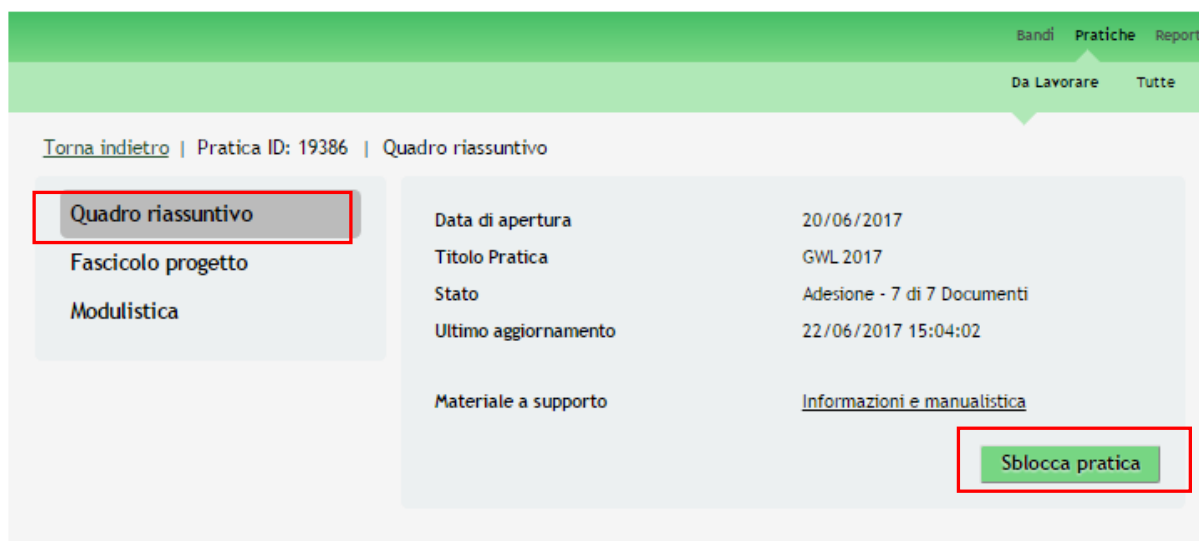 Bandi Pratiche Report
Da Lavorare Tutte
Torna indietro | Pratica ID: 19386 | Quadro riassuntivo
Quadro riassuntivo
Fascicolo progetto
Modulistica
Data di apertura 20/06/2017
Titolo Pratica GWL 2017
Stato Adesione - 7 di 7 Documenti
Ultimo aggiornamento 22/06/2017 15:04:02
Materiale a supporto Informazioni e manualistica
Sblocca pratica